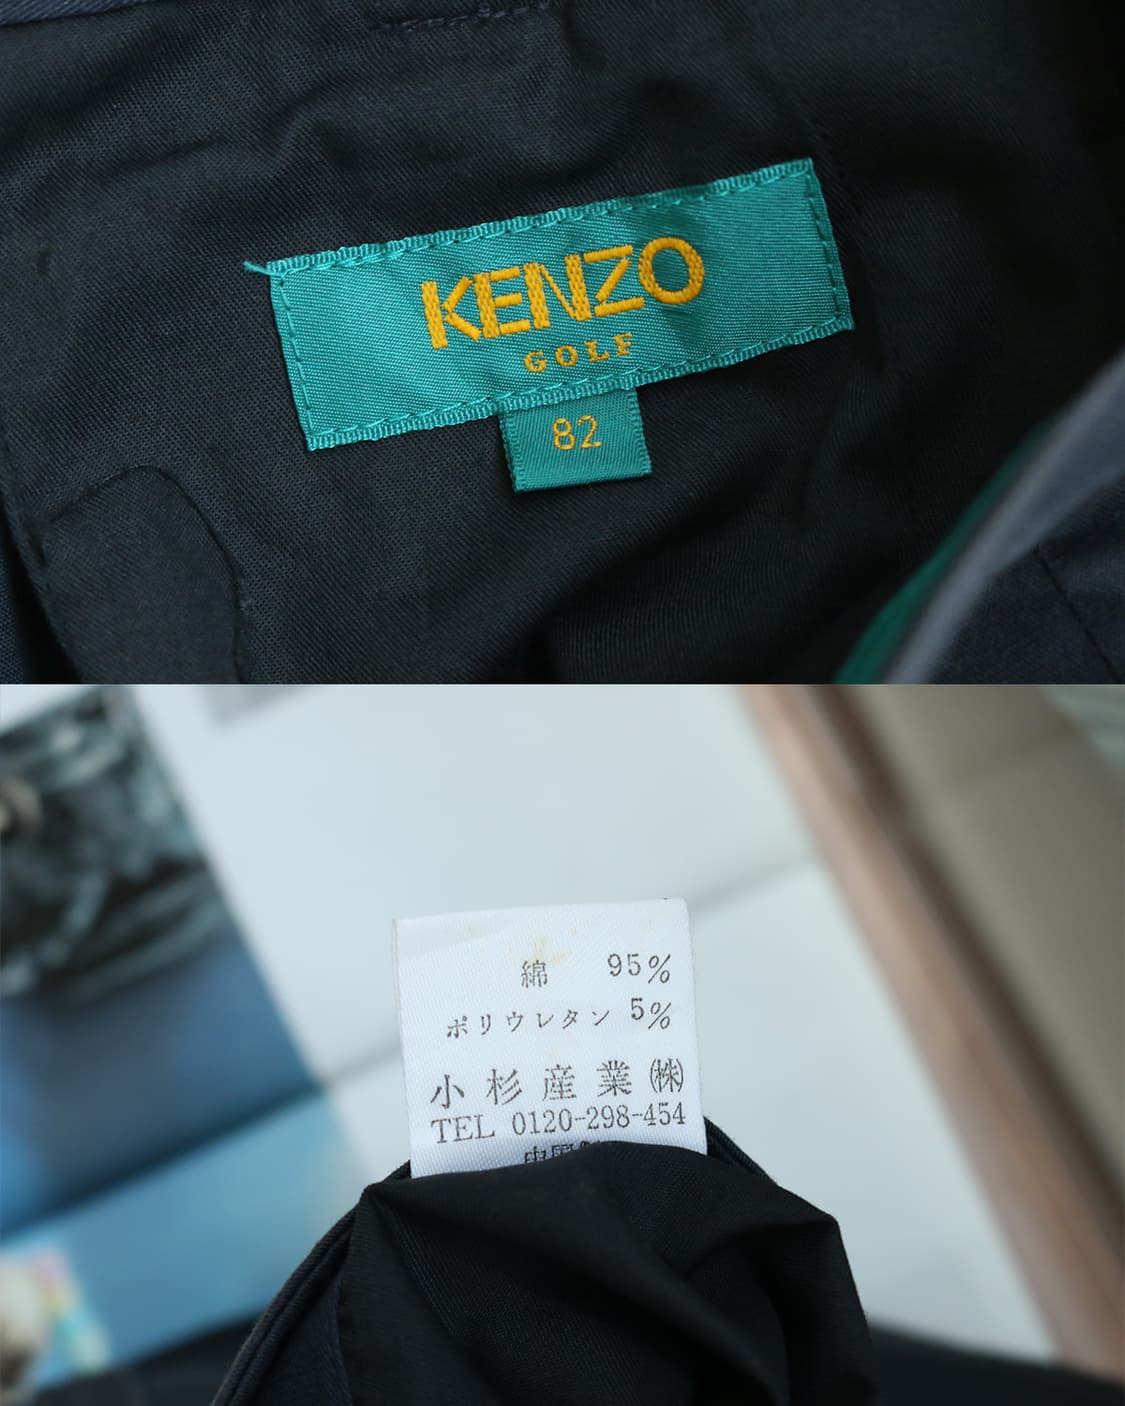 KENZO
GOLF
82
綿 95%
ポリウレタン 5%
小杉産業㈱
TEL 0120-298-454